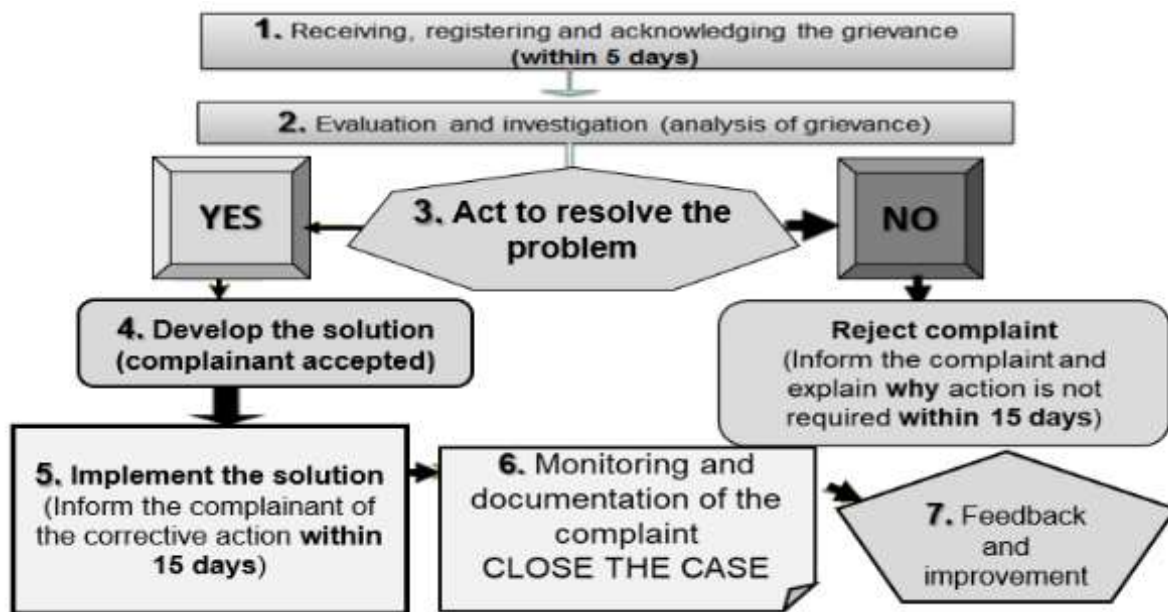 1. Receiving, registering and acknowledging the grievance
(within 5 days)
2. Evaluation and investigation (analysis of grievance)
YES
3. Act to resolve the
problem
NO
4. Develop the solution
(complainant accepted)
Reject complaint
(Inform the complaint and
explain why action is not
required within 15 days)
5. Implement the solution
(Inform the complainant of
the corrective action within
15 days)
6. Monitoring and
documentation of the
complaint
CLOSE THE CASE
7. Feedback
and
improvement